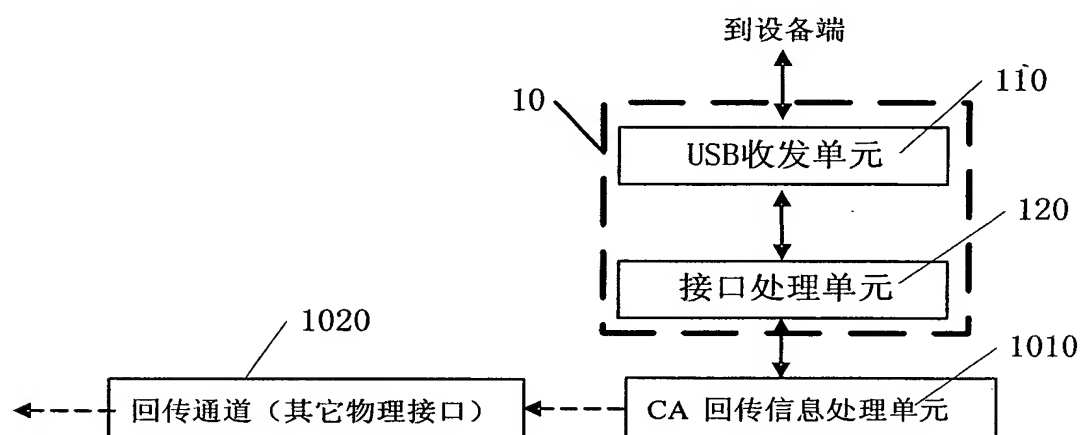 到设备端
10
110
USB收发单元
120
接口处理单元
1020
1010
回传通道（其它物理接口）
CA 回传信息处理单元